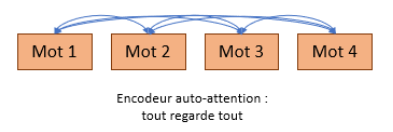 Mot 1 Mot 2 Mot 3 Mot 4
Encodeur auto-attention :
tout regarde tout